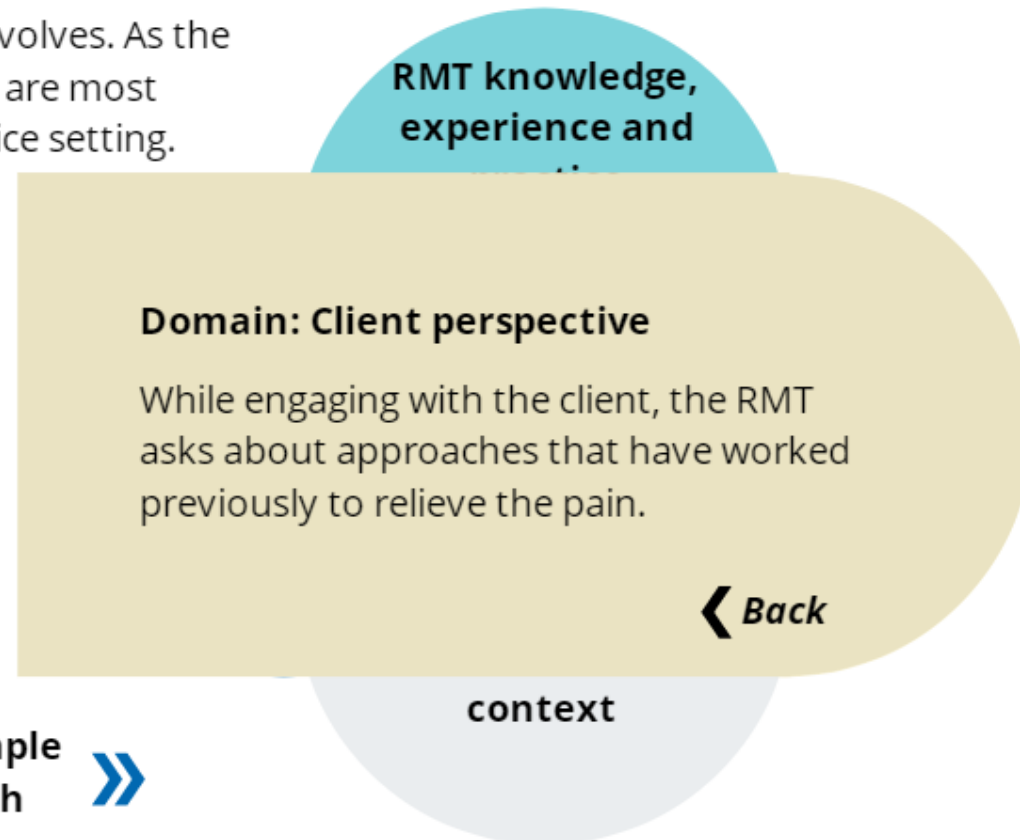 volves. As the
are most
ice setting.
RMT knowledge,
experience and
Domain: Client perspective
While engaging with the client, the RMT
asks about approaches that have worked
previously to relieve the pain.
Back
context